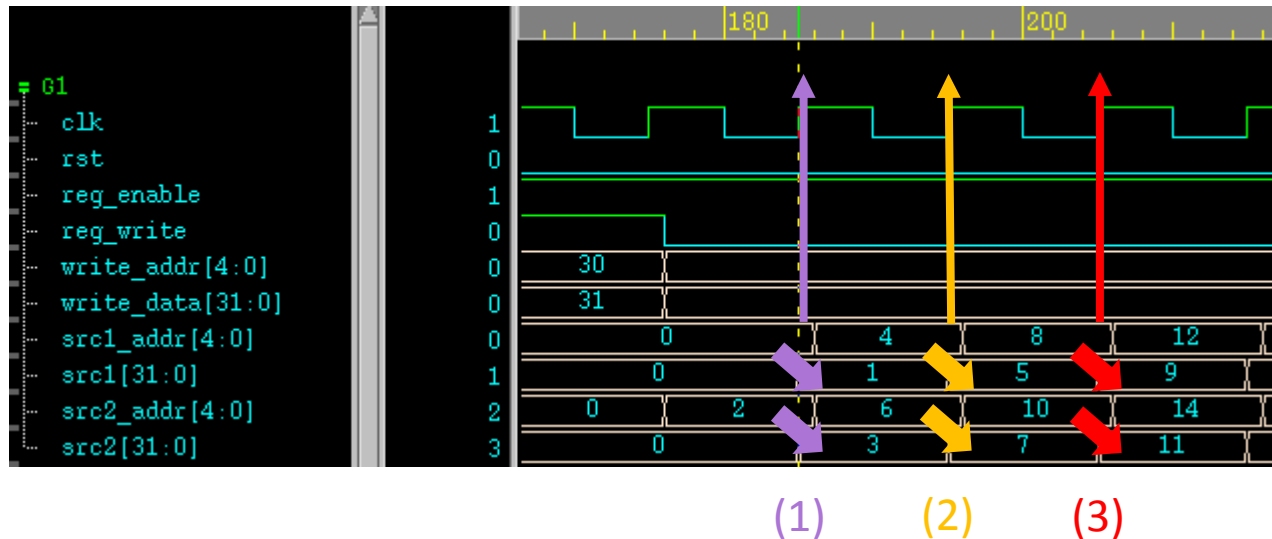 180 200
G1
clk 1
rst 0
reg_enable 1
reg_write 0
write_addr[4:0] 0 30
write_data[31:0] 0 31
src1_addr[4:0] 0 0 4 8 12
src1[31:0] 1 0 1 5 9
src2_addr[4:0] 2 0 2 6 10 14
src2[31:0] 3 0 3 7 11
(1) (2) (3)